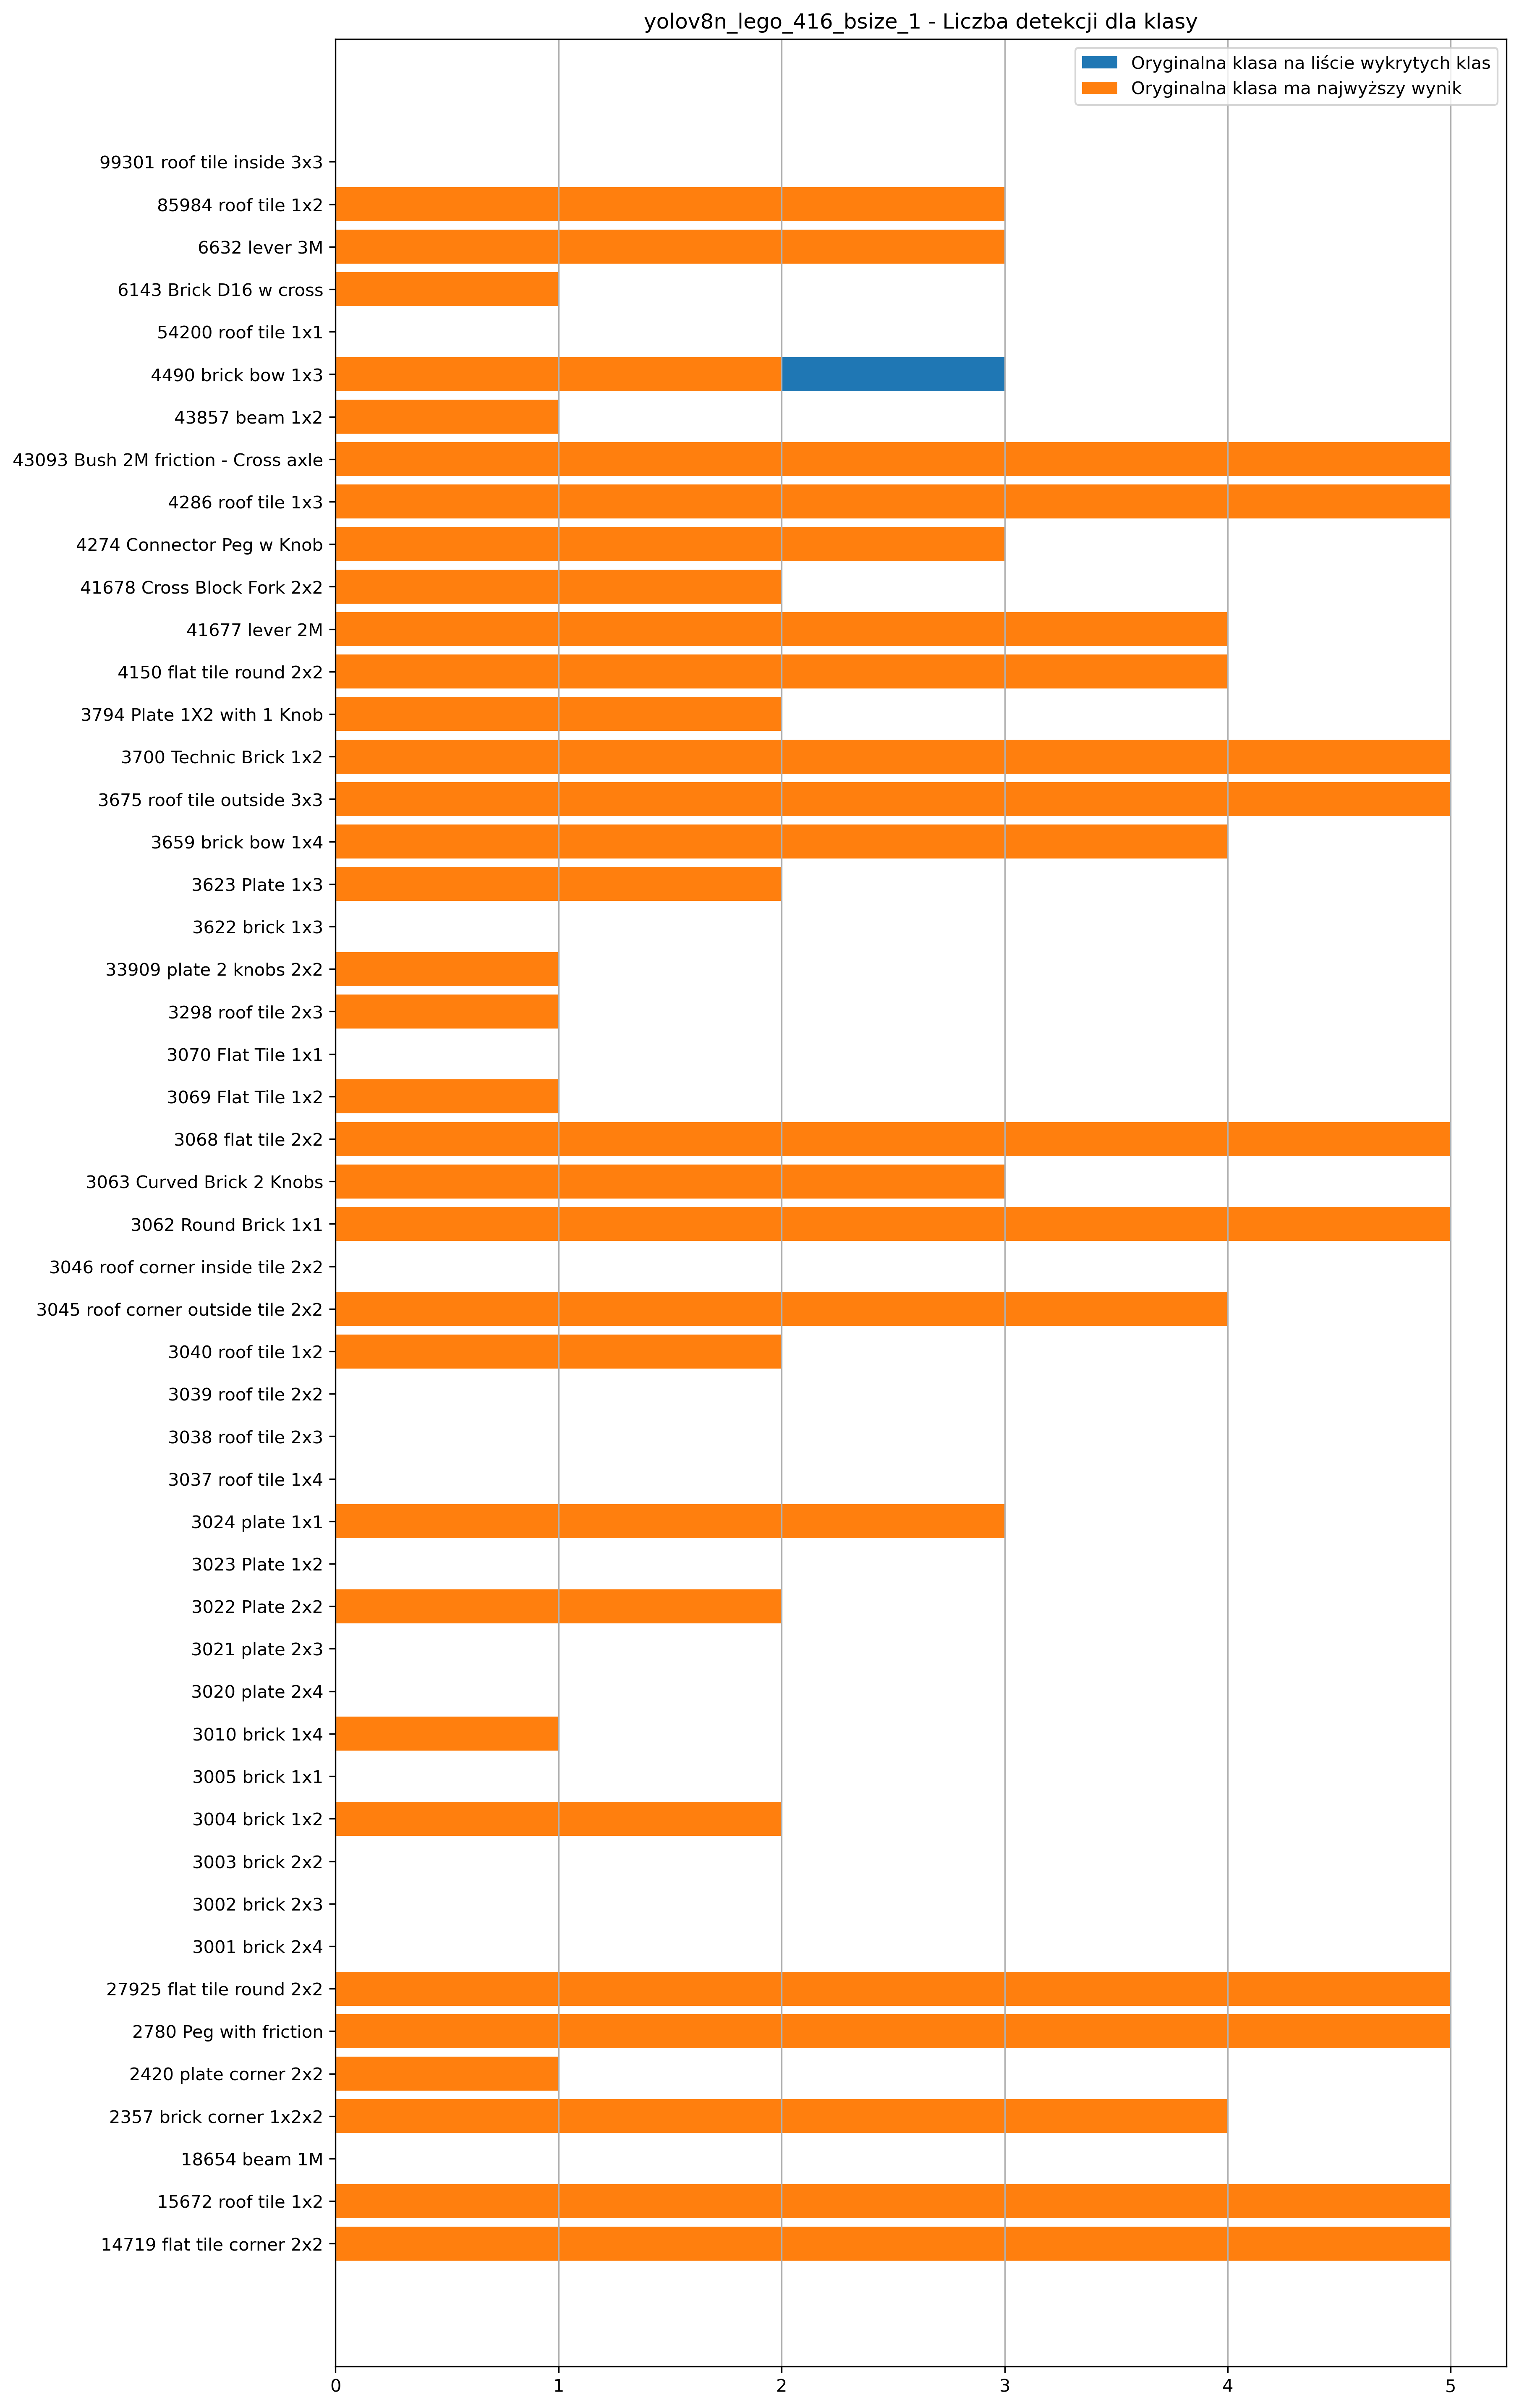 yolov8n_lego_416_bsize_1 - Liczba detekcji dla klasy
Oryginalna klasa na liście wykrytych klas
Oryginalna klasa ma najwyższy wynik
99301 roof tile inside 3x3
85984 roof tile 1x2
6632 lever 3M
6143 Brick D16 w cross
54200 roof tile 1x1
4490 brick bow 1x3
43857 beam 1x2
43093 Bush 2M friction - Cross axle
4286 roof tile 1x3
4274 Connector Peg w Knob
41678 Cross Block Fork 2x2
41677 lever 2M
4150 flat tile round 2x2
3794 Plate 1X2 with 1 Knob
3700 Technic Brick 1x2
3675 roof tile outside 3x3
3659 brick bow 1x4
3623 Plate 1x3
3622 brick 1x3
33909 plate 2 knobs 2x2
3298 roof tile 2x3
3070 Flat Tile 1x1
3069 Flat Tile 1x2
3068 flat tile 2x2
3063 Curved Brick 2 Knobs
3062 Round Brick 1x1
3046 roof corner inside tile 2x2
3045 roof corner outside tile 2x2
3040 roof tile 1x2
3039 roof tile 2x2
3038 roof tile 2x3
3037 roof tile 1x4
3024 plate 1x1
3023 Plate 1x2
3022 Plate 2x2
3021 plate 2x3
3020 plate 2x4
3010 brick 1x4
3005 brick 1x1
3004 brick 1x2
3003 brick 2x2
3002 brick 2x3
3001 brick 2x4
27925 flat tile round 2x2
2780 Peg with friction
2420 plate corner 2x2
2357 brick corner 1x2x2
18654 beam 1M
15672 roof tile 1x2
14719 flat tile corner 2x2
0 1 2 3 4 5